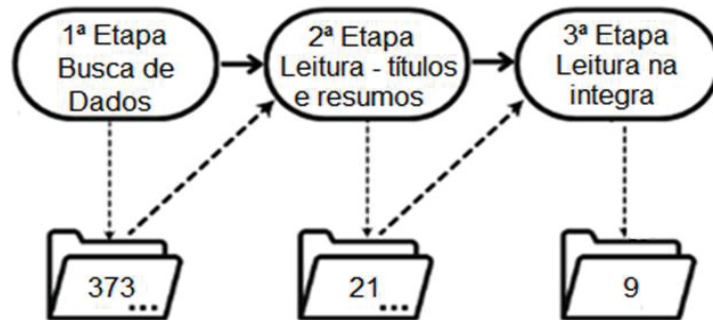 1ª Etapa
Busca de
Dados
2ª Etapa
Leitura - títulos
e resumos
3ª Etapa
Leitura na
integra
373
21
9